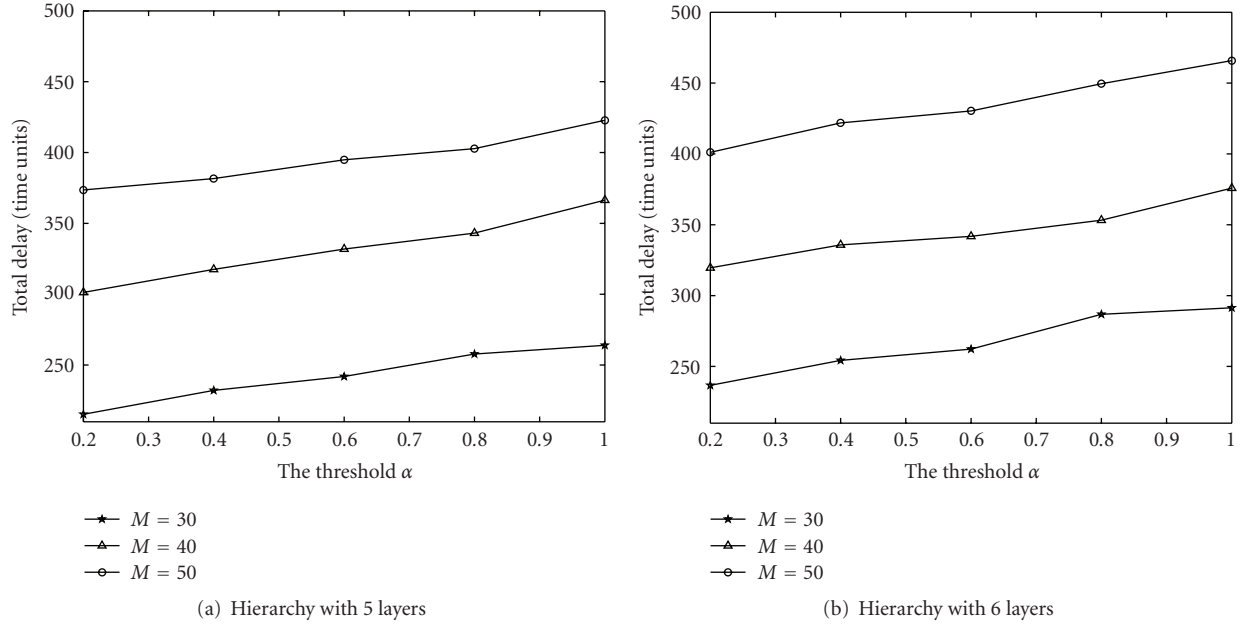 500
450
400
350
300
250
Total delay (time units)
0.2 0.3 0.4 0.5 0.6 0.7 0.8 0.9 1
The threshold α
M = 30
M = 40
M = 50
(a) Hierarchy with 5 layers
500
450
400
350
300
250
Total delay (time units)
0.2 0.3 0.4 0.5 0.6 0.7 0.8 0.9 1
The threshold α
M = 30
M = 40
M = 50
(b) Hierarchy with 6 layers